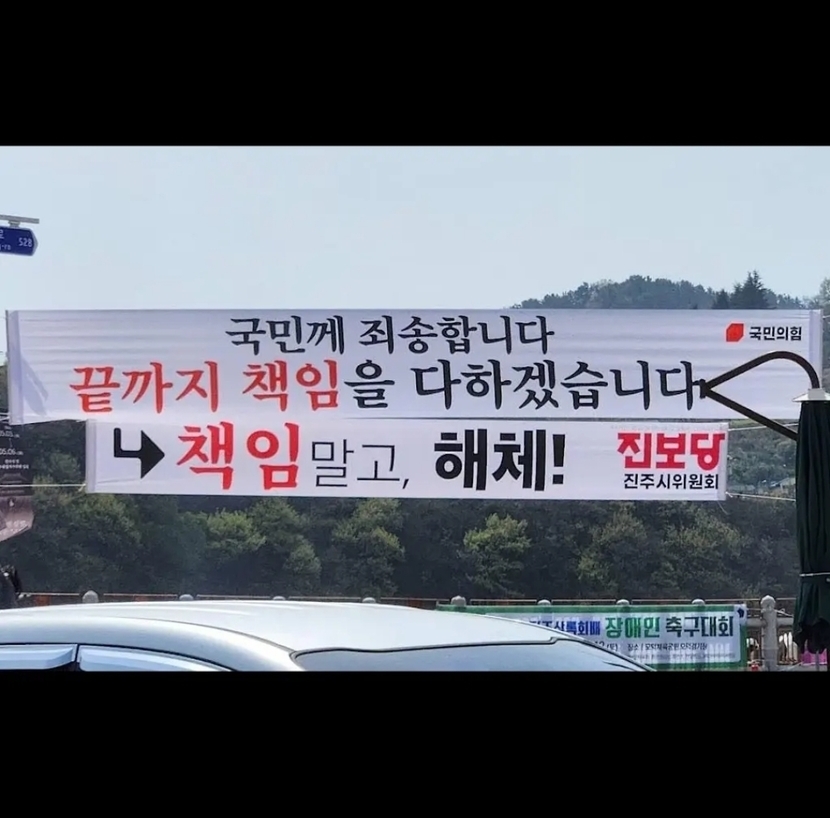 국민께 죄송합니다
국민의힘
끝까지 책임을 다하겠습니다
책임말고, 해체!
진보당
진주시위원회
528
장애인 축구대회